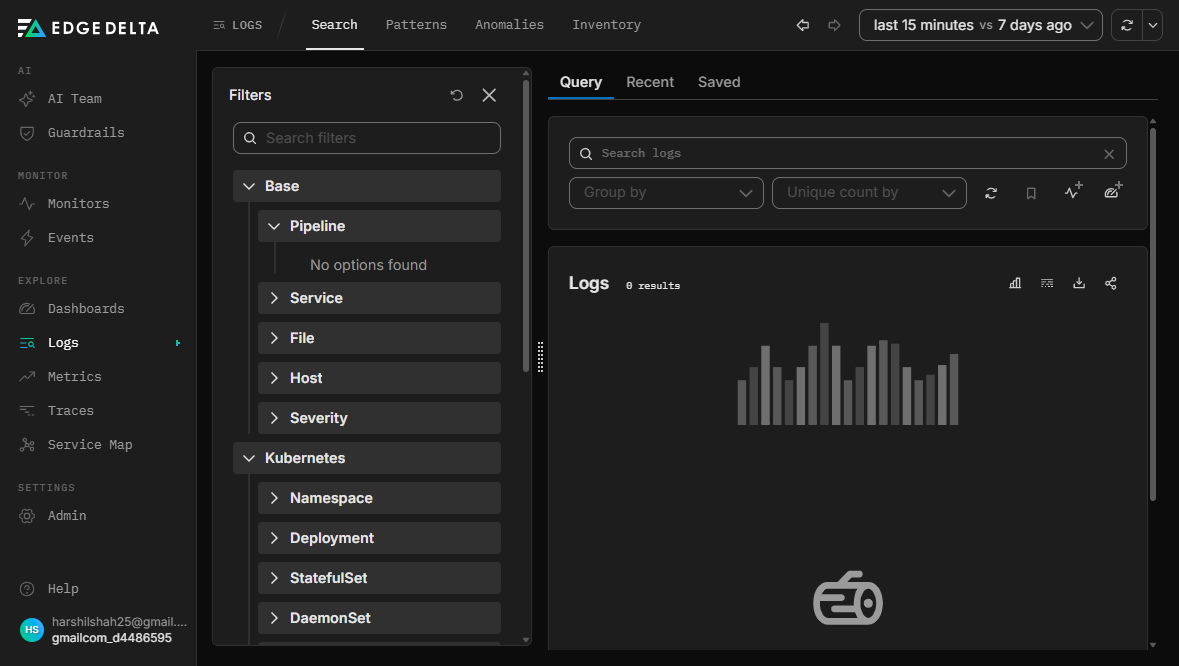 EDGE DELTA
AI
AI Team
Guardrails
MONITOR
Monitors
Events
EXPLORE
Dashboards
Logs
Metrics
Traces
Service Map
SETTINGS
Admin
Help
HS
harshilshah25@gmail....
gmailcom_d4486595
LOGS
Search
Patterns
Anomalies
Inventory
last 15 minutes vs 7 days ago
Filters
Search filters
Base
Pipeline
No options found
Service
File
Host
Severity
Kubernetes
Namespace
Deployment
StatefulSet
DaemonSet
Query
Recent
Saved
Search logs
Group by
Unique count by
Logs
0 results